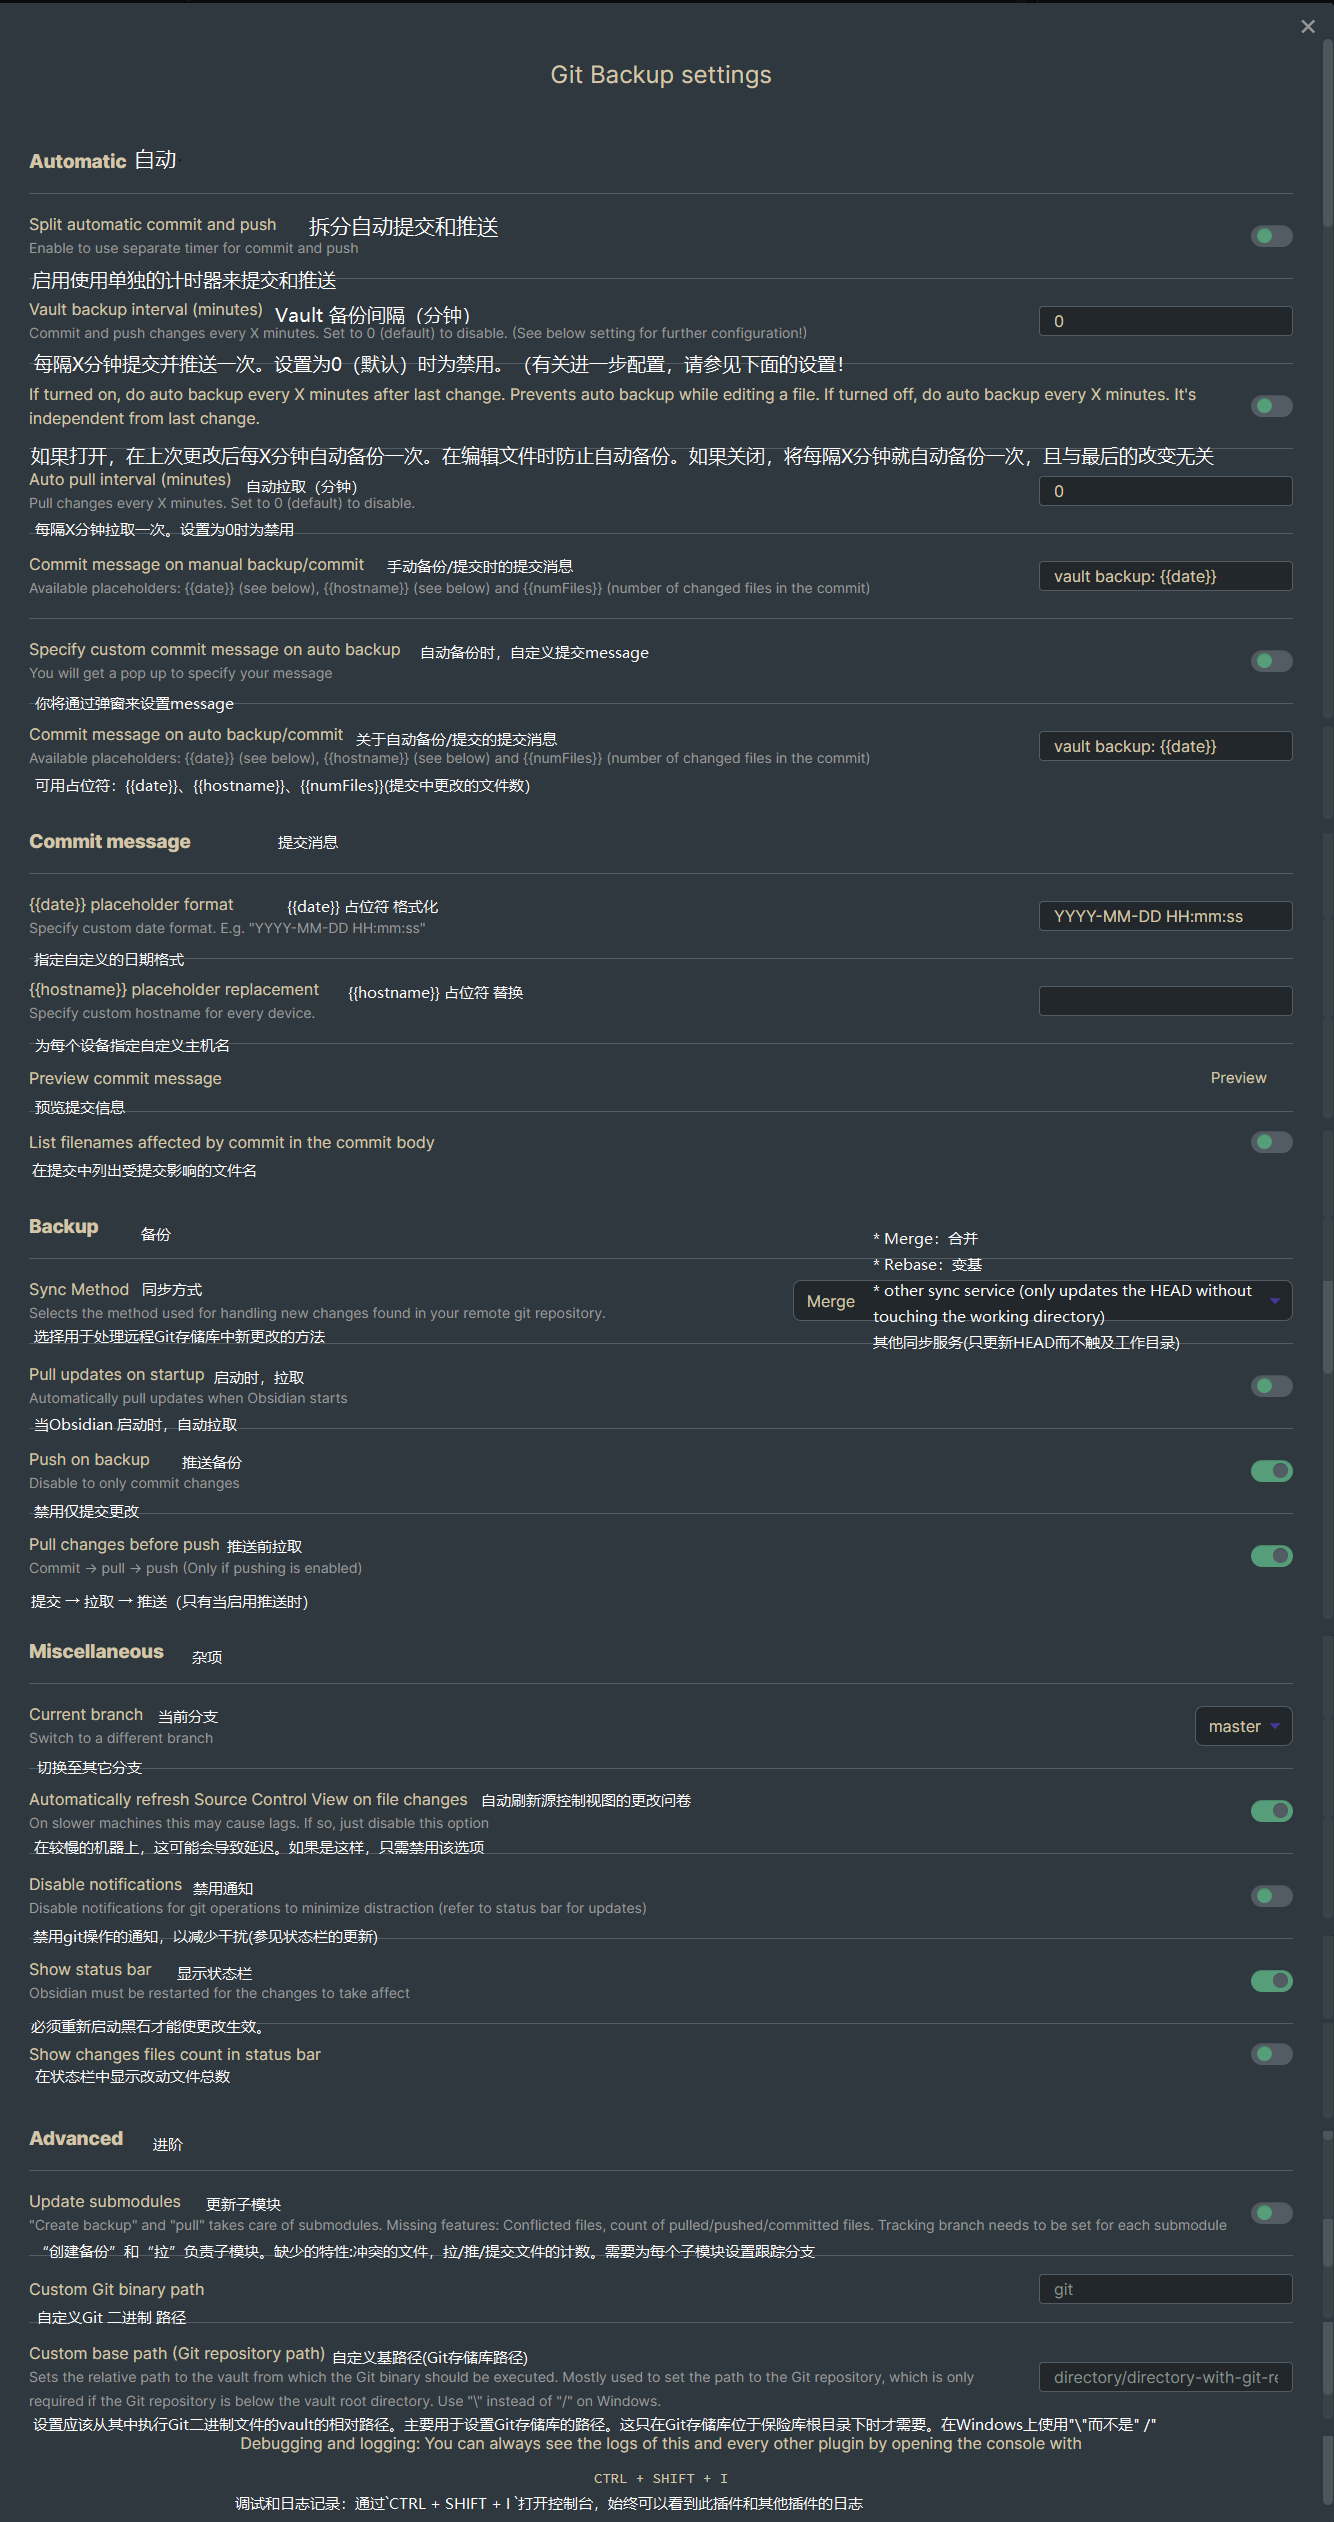 Git Backup settings
Automatic 自动
Split automatic commit and push 拆分自动提交和推送
Enable to use separate timer for commit and push
启用使用单独的计时器来提交和推送
Vault backup interval (minutes) Vault 备份间隔（分钟）
Commit and push changes every X minutes. Set to 0 (default) to disable. (See below setting for further configuration!)
0
每隔X分钟提交并推送一次。设置为0（默认）时为禁用。（有关进一步配置，请参见下面的设置！
If turned on, do auto backup every X minutes after last change. Prevents auto backup while editing a file. If turned off, do auto backup every X minutes. It's
independent from last change.
如果打开，在上次更改后每X分钟自动备份一次。在编辑文件时防止自动备份。如果关闭，将每隔X分钟就自动备份一次，且与最后的改变无关
Auto pull interval (minutes) 自动拉取（分钟）
Pull changes every X minutes. Set to 0 (default) to disable.
0
每隔X分钟拉取一次。设置为0时为禁用
Commit message on manual backup/commit 手动备份/提交时的提交消息
Available placeholders: {{date}} (see below), {{hostname}} (see below) and {{numFiles}} (number of changed files in the commit)
vault backup: {{date}}
Specify custom commit message on auto backup 自动备份时，自定义提交message
You will get a pop up to specify your message
你将通过弹窗来设置message
Commit message on auto backup/commit 关于自动备份/提交的提交消息
Available placeholders: {{date}} (see below), {{hostname}} (see below) and {{numFiles}} (number of changed files in the commit)
vault backup: {{date}}
可用占位符：{{date}}、{{hostname}}、{{numFiles}}(提交中更改的文件数)
Commit message 提交消息
{{date}} placeholder format {{date}} 占位符 格式化
Specify custom date format. E.g. "YYYY-MM-DD HH:mm:ss"
YYYY-MM-DD HH:mm:ss
指定自定义的日期格式
{{hostname}} placeholder replacement {{hostname}} 占位符 替换
Specify custom hostname for every device.
为每个设备指定自定义主机名
Preview commit message Preview
预览提交信息
List filenames affected by commit in the commit body
在提交中列出受提交影响的文件名
Backup 备份
* Merge：合并
* Rebase：变基
Sync Method 同步方式
Selects the method used for handling new changes found in your remote git repository.
Merge
* other sync service (only updates the HEAD without
touching the working directory)
其他同步服务(只更新HEAD而不触及工作目录)
选择用于处理远程Git存储库中新更改的方法
Pull updates on startup 启动时，拉取
Automatically pull updates when Obsidian starts
当Obsidian 启动时，自动拉取
Push on backup 推送备份
Disable to only commit changes
禁用仅提交更改
Pull changes before push 推送前拉取
Commit → pull → push (Only if pushing is enabled)
提交 → 拉取 → 推送（只有当启用推送时）
Miscellaneous 杂项
Current branch 当前分支
Switch to a different branch
master
切换至其它分支
Automatically refresh Source Control View on file changes 自动刷新源控制视图的更改问卷
On slower machines this may cause lags. If so, just disable this option
在较慢的机器上，这可能会导致延迟。如果是这样，只需禁用该选项
Disable notifications 禁用通知
Disable notifications for git operations to minimize distraction (refer to status bar for updates)
禁用git操作的通知，以减少干扰(参见状态栏的更新)
Show status bar 显示状态栏
Obsidian must be restarted for the changes to take affect
必须重新启动黑石才能使更改生效。
Show changes files count in status bar
在状态栏中显示改动文件总数
Advanced 进阶
Update submodules 更新子模块
"Create backup" and "pull" takes care of submodules. Missing features: Conflicted files, count of pulled/pushed/committed files. Tracking branch needs to be set for each submodule
“创建备份”和“拉”负责子模块。缺少的特性:冲突的文件，拉/推/提交文件的计数。需要为每个子模块设置跟踪分支
Custom Git binary path
git
自定义Git 二进制 路径
Custom base path (Git repository path) 自定义基路径(Git存储库路径)
Sets the relative path to the vault from which the Git binary should be executed. Mostly used to set the path to the Git repository, which is only
required if the Git repository is below the vault root directory. Use "\" instead of "/" on Windows.
directory/directory-with-git-re
设置应该从其中执行Git二进制文件的vault的相对路径。主要用于设置Git存储库的路径。这只在Git存储库位于保险库根目录下时才需要。在Windows上使用"\"而不是" /"
Debugging and logging: You can always see the logs of this and every other plugin by opening the console with
CTRL + SHIFT + I
调试和日志记录：通过`CTRL + SHIFT + I `打开控制台，始终可以看到此插件和其他插件的日志